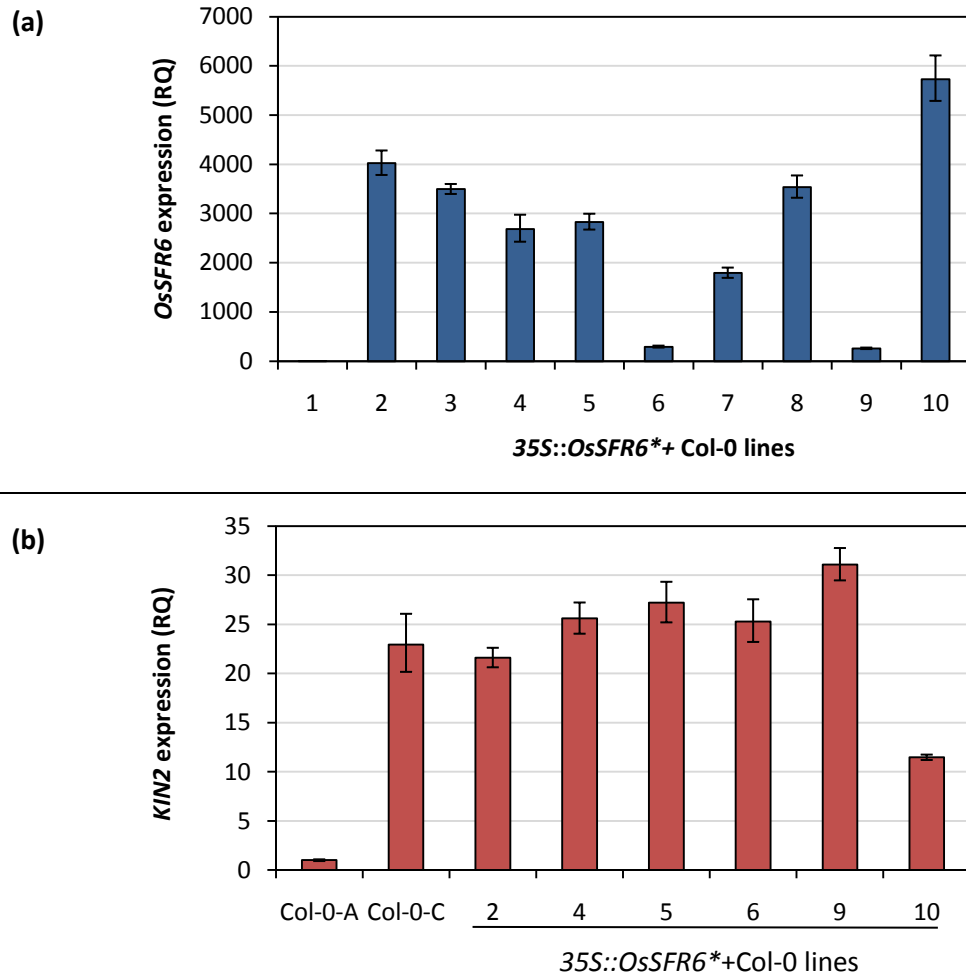 (a)
OsSFR6 expression (RQ)
7000
6000
5000
4000
3000
2000
1000
0
1 2 3 4 5 6 7 8 9 10
35S::OsSFR6*+ Col-0 lines
(b)
KIN2 expression (RQ)
35
30
25
20
15
10
5
0
Col-0-A Col-0-C 2 4 5 6 9 10
35S::OsSFR6*+Col-0 lines